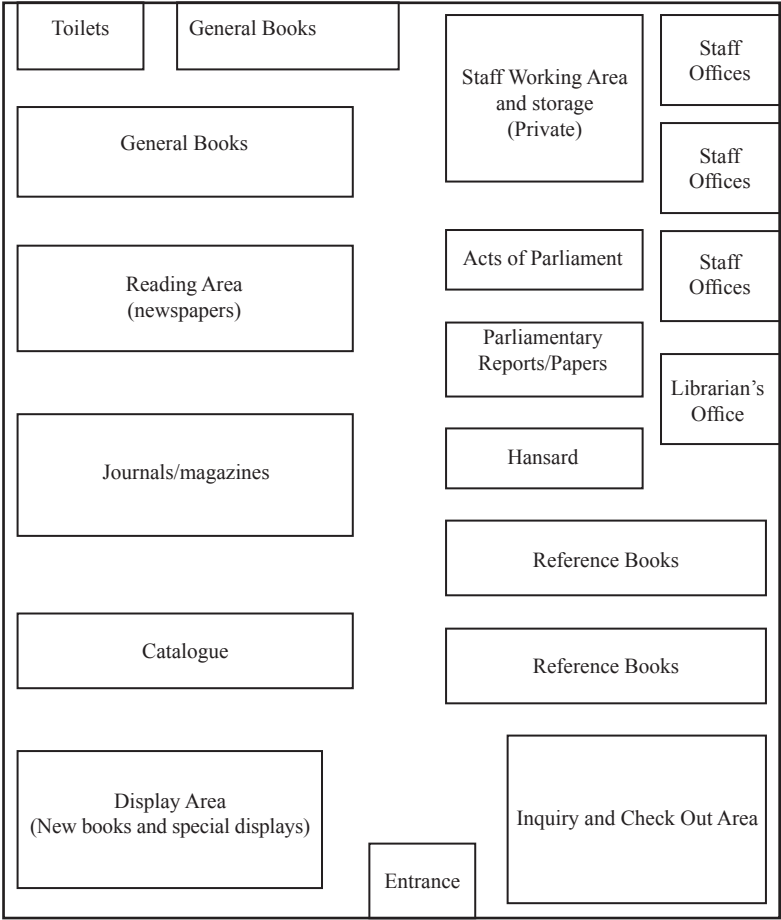 Toilets
General Books
Staff Working Area
and storage
(Private)
Staff
Offices
General Books
Staff
Offices
Reading Area
(newspapers)
Acts of Parliament
Staff
Offices
Parliamentary
Reports/Papers
Librarian’s
Office
Journals/magazines
Hansard
Reference Books
Catalogue
Reference Books
Display Area
(New books and special displays)
Inquiry and Check Out Area
Entrance